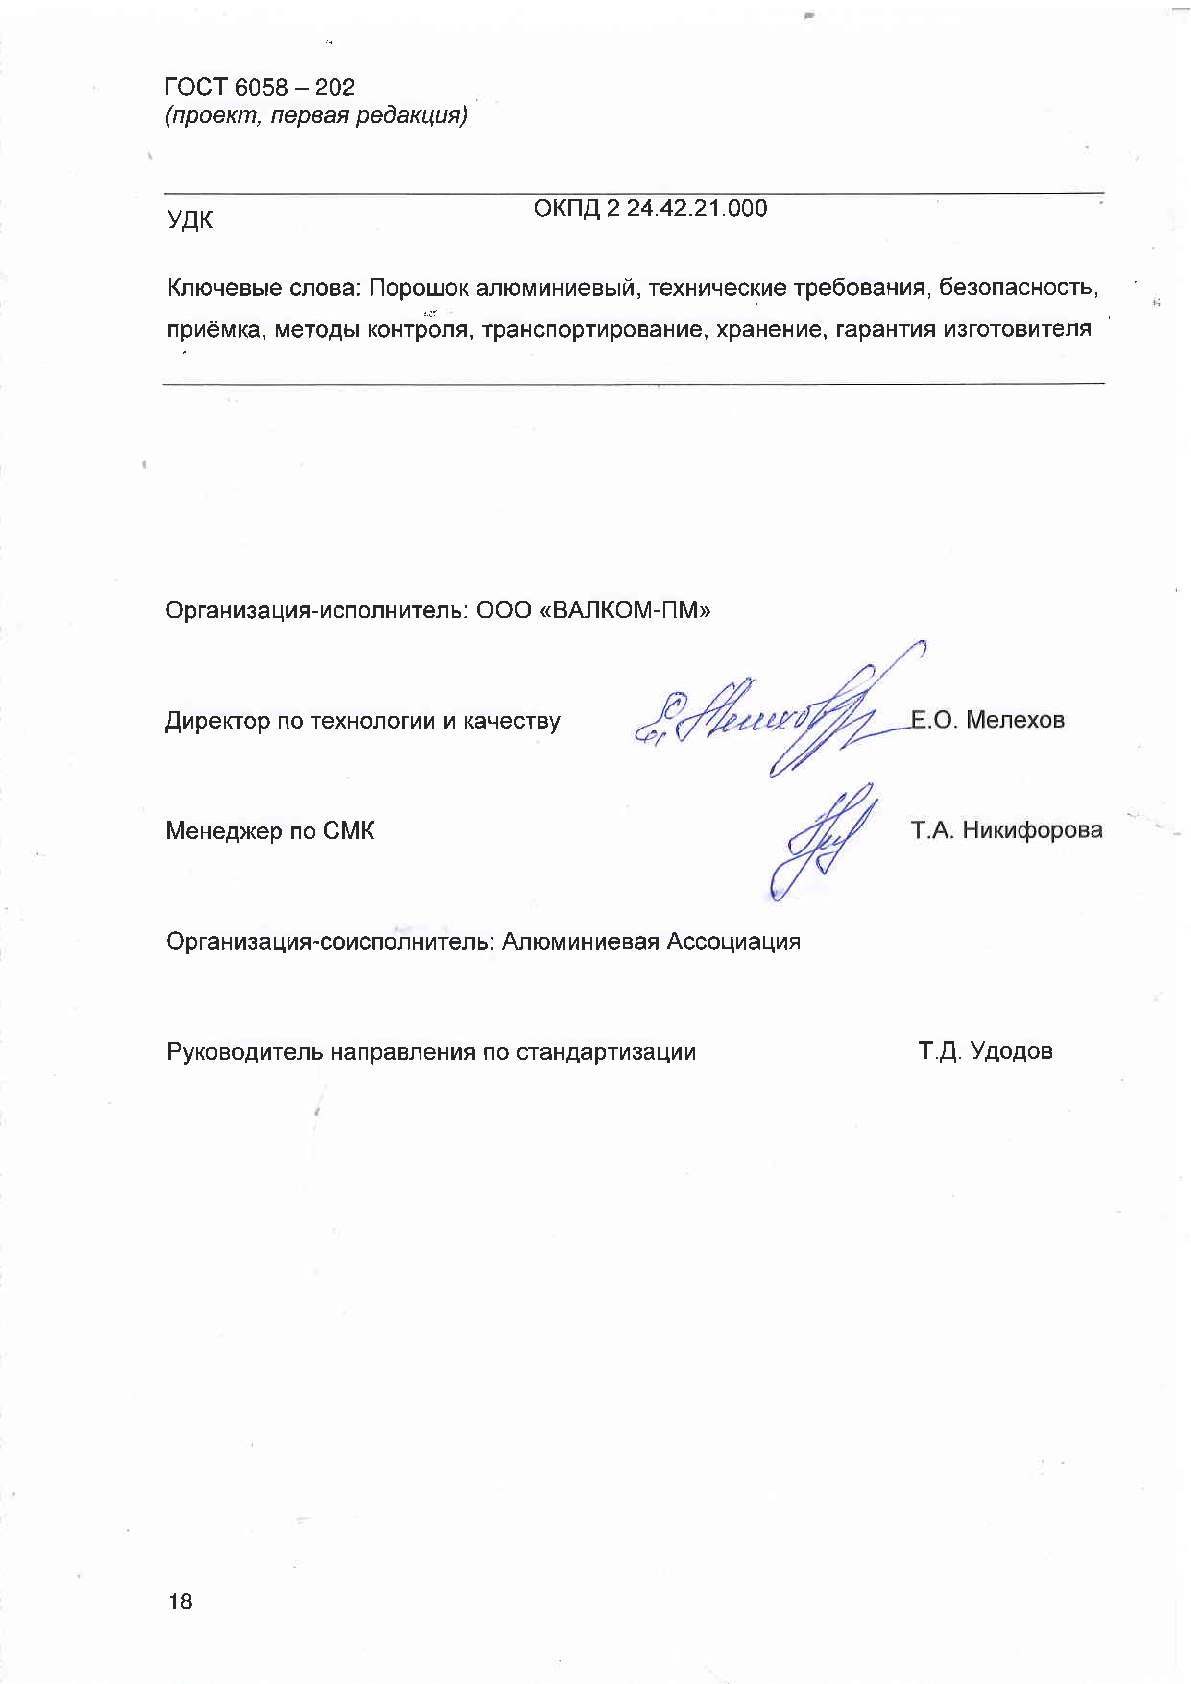 ГОСТ 6058 – 202
(проект, первая редакция)
УДК ОКПД 2 24.42.21.000
Ключевые слова: Порошок алюминиевый, технические требования, безопасность,
приёмка, методы контроля, транспортирование, хранение, гарантия изготовителя
Организация-исполнитель: ООО «ВАЛКОМ-ПМ»
Директор по технологии и качеству Е.О. Мелехов
Менеджер по СМК Т.А. Никифорова
Организация-соисполнитель: Алюминиевая Ассоциация
Руководитель направления по стандартизации Т.Д. Удодов
18